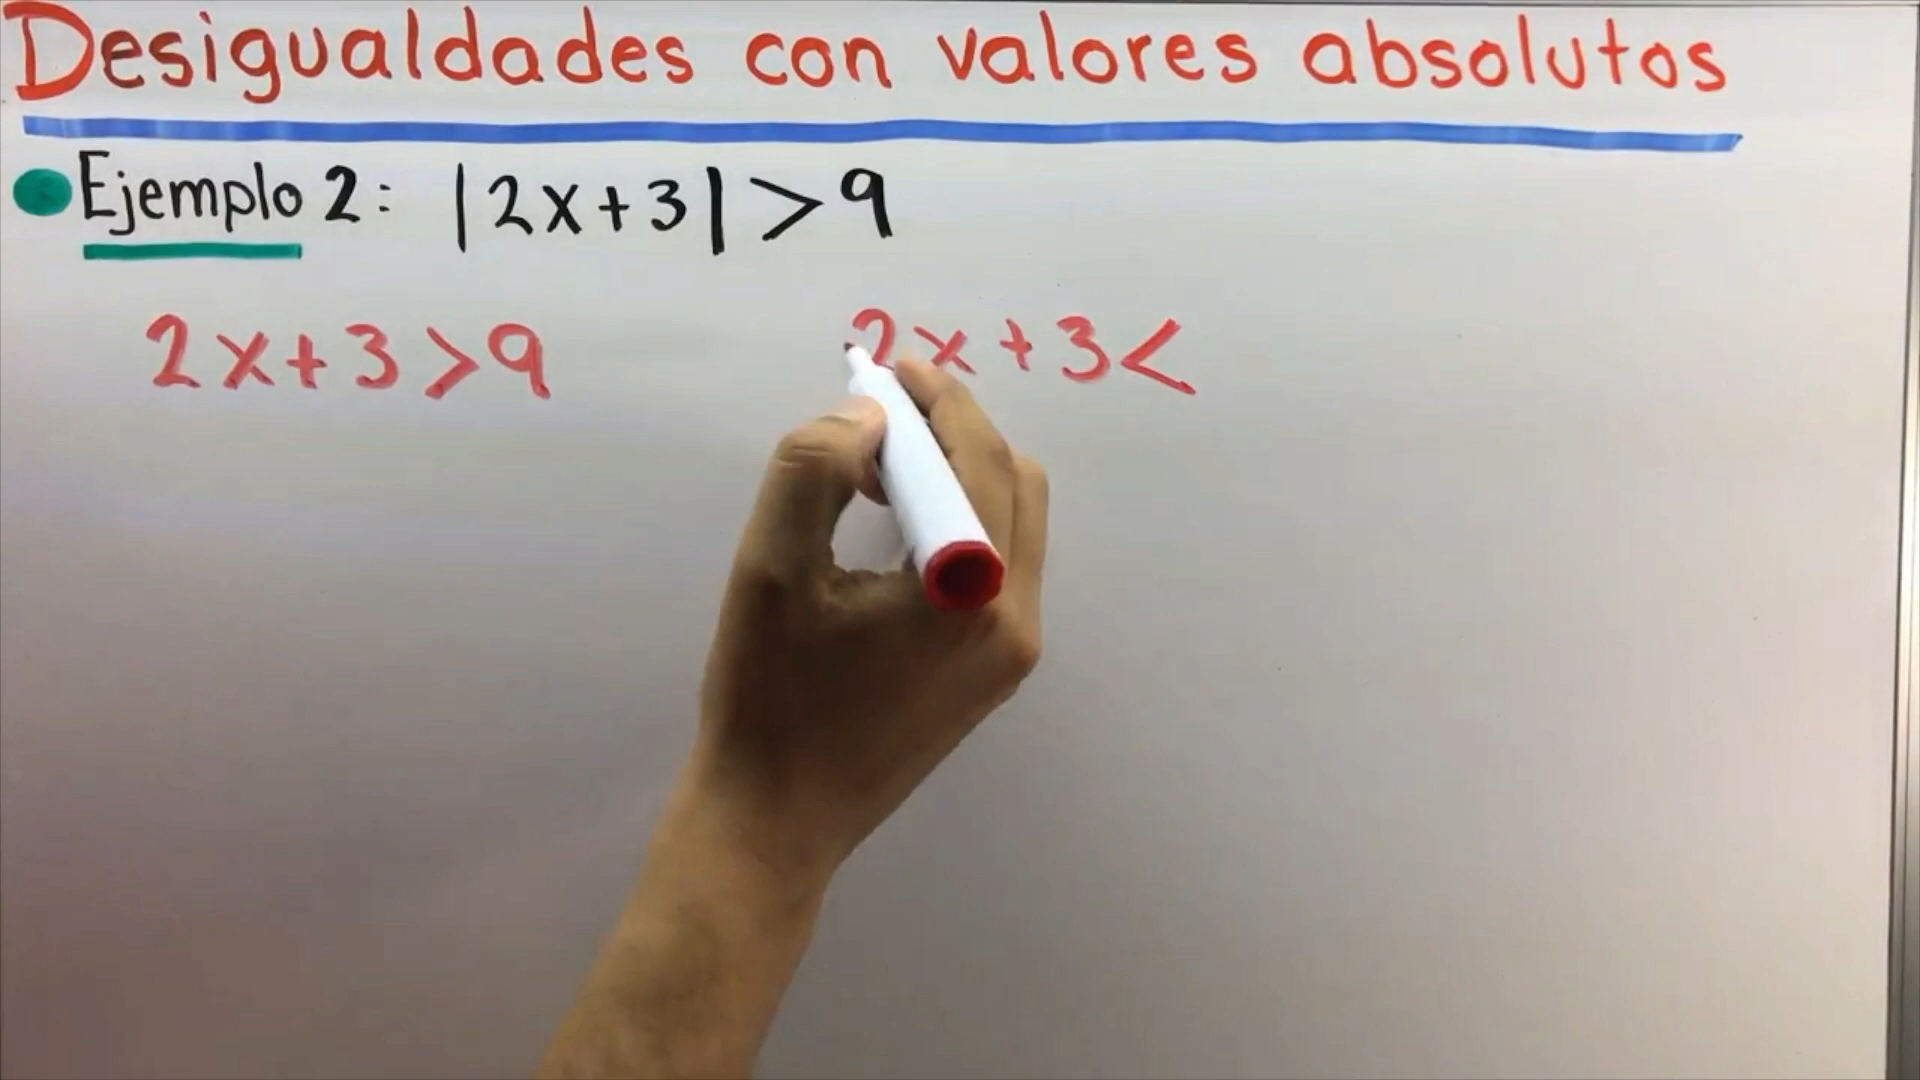 Desigualdades con valores absolutos
Ejemplo 2: |2x+3|>9
2x+3>9 2x+3<